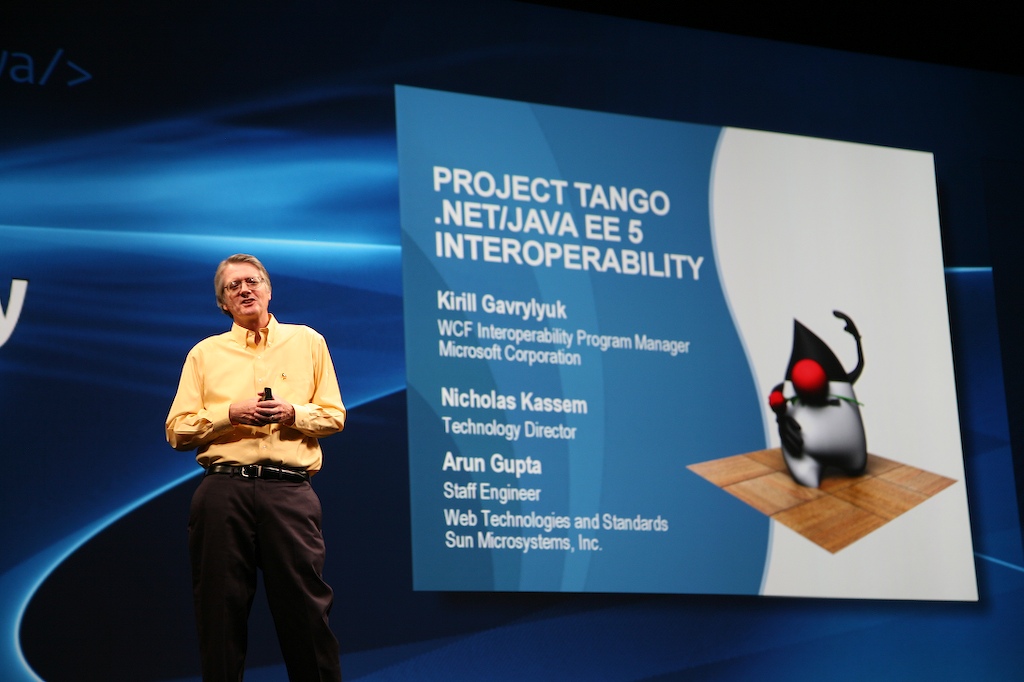 va/>
y
PROJECT TANGO
.NET/JAVA EE 5
INTEROPERABILITY
Kirill Gavrylyuk
WCF Interoperability Program Manager
Microsoft Corporation
Nicholas Kassem
Technology Director
Arun Gupta
Staff Engineer
Web Technologies and Standards
Sun Microsystems, Inc.